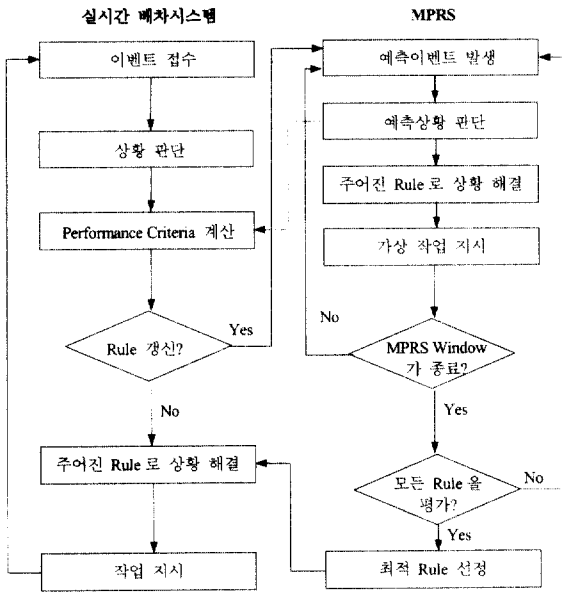 실시간 배차시스템
이벤트 접수
상황 판단
Performance Criteria 계산
Rule 갱신?
Yes
No
주어진 Rule로 상황 해결
작업 지시
MPRS
예측이벤트 발생
예측상황 판단
주어진 Rule로 상황 해결
가상 작업 지시
No
MPRS Window
가 종료?
Yes
모든 Rule을
평가?
No
Yes
최적 Rule 선정